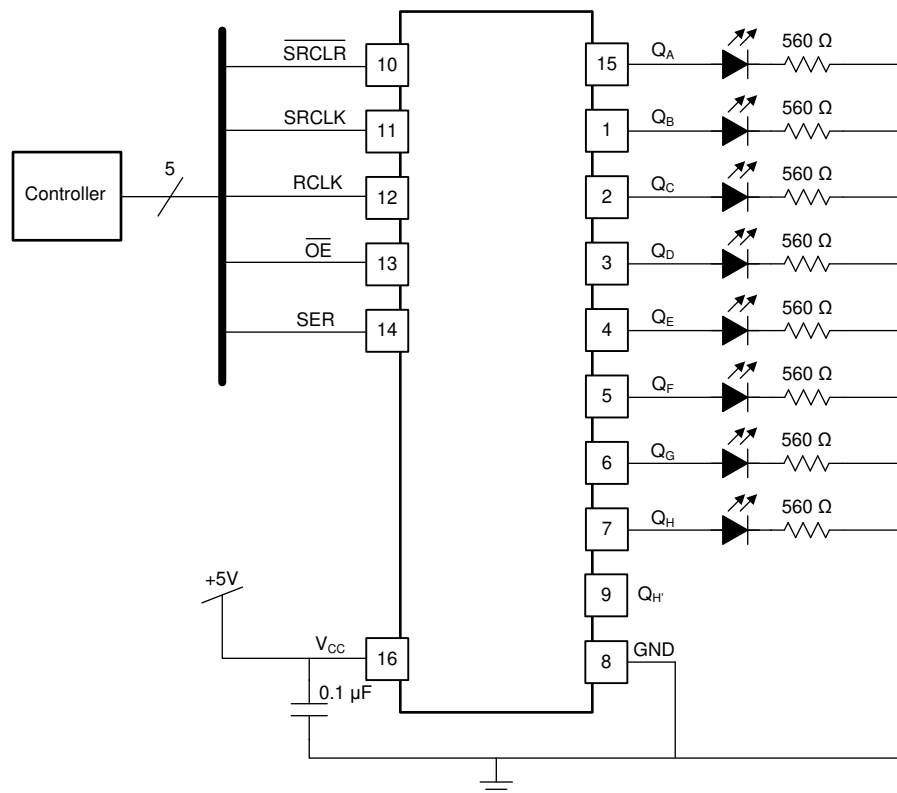 Controller
5
SRCLR
10
SRCLK
11
RCLK
12
OE
13
SER
14
+5V
VCC
16
0.1 µF
15
QA
560 Ω
1
QB
560 Ω
2
QC
560 Ω
3
QD
560 Ω
4
QE
560 Ω
5
QF
560 Ω
6
QG
560 Ω
7
QH
560 Ω
9
QH'
8
GND